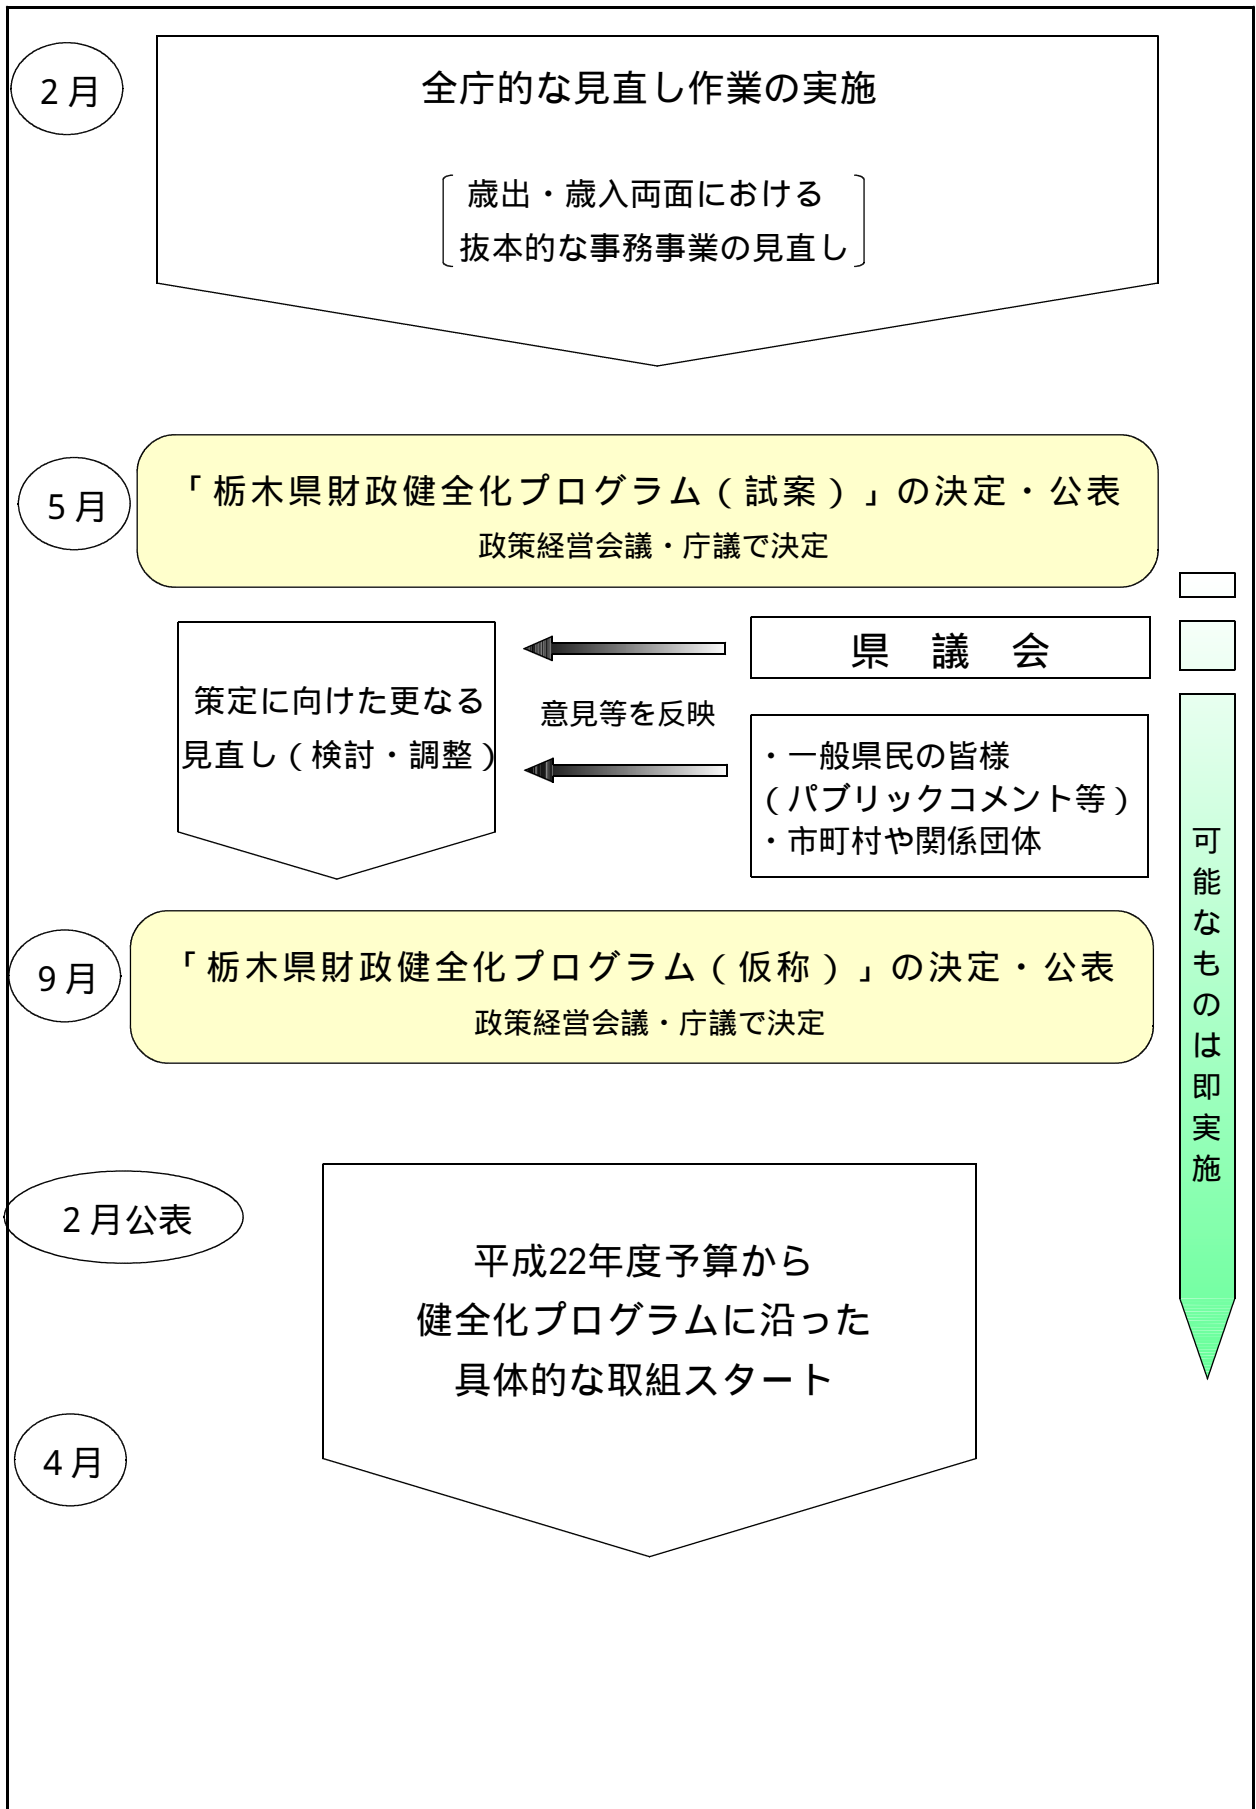 2月
全庁的な見直し作業の実施
歳出・歳入両面における
抜本的な事務事業の見直し
5月
「栃木県財政健全化プログラム(試案)」の決定・公表
政策経営会議・庁議で決定
策定に向けた更なる
見直し(検討・調整)
意見等を反映
県 議 会
・一般県民の皆様
(パブリックコメント等)
・市町村や関係団体
可能なものは即実施
9月
「栃木県財政健全化プログラム(仮称)」の決定・公表
政策経営会議・庁議で決定
2月公表
平成22年度予算から
健全化プログラムに沿った
具体的な取組スタート
4月